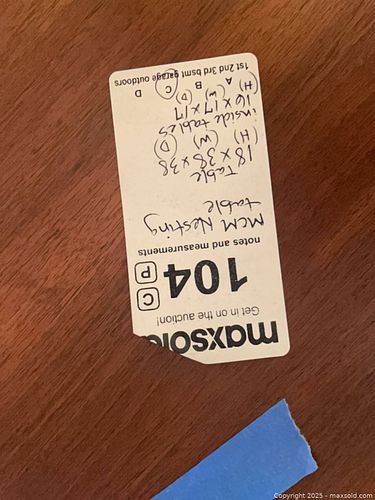 maxsold
Get in on the auction!
104 C P
notes and measurements
MCM Nesting
table
Table
18 x 38 x 38
(H) (W) (D)
inside tables
16 x 17 x 17
(H) (W) (D)
A B C D
1st 2nd 3rd bsmt garage outdoors
Copyright 2025 - maxsold.com